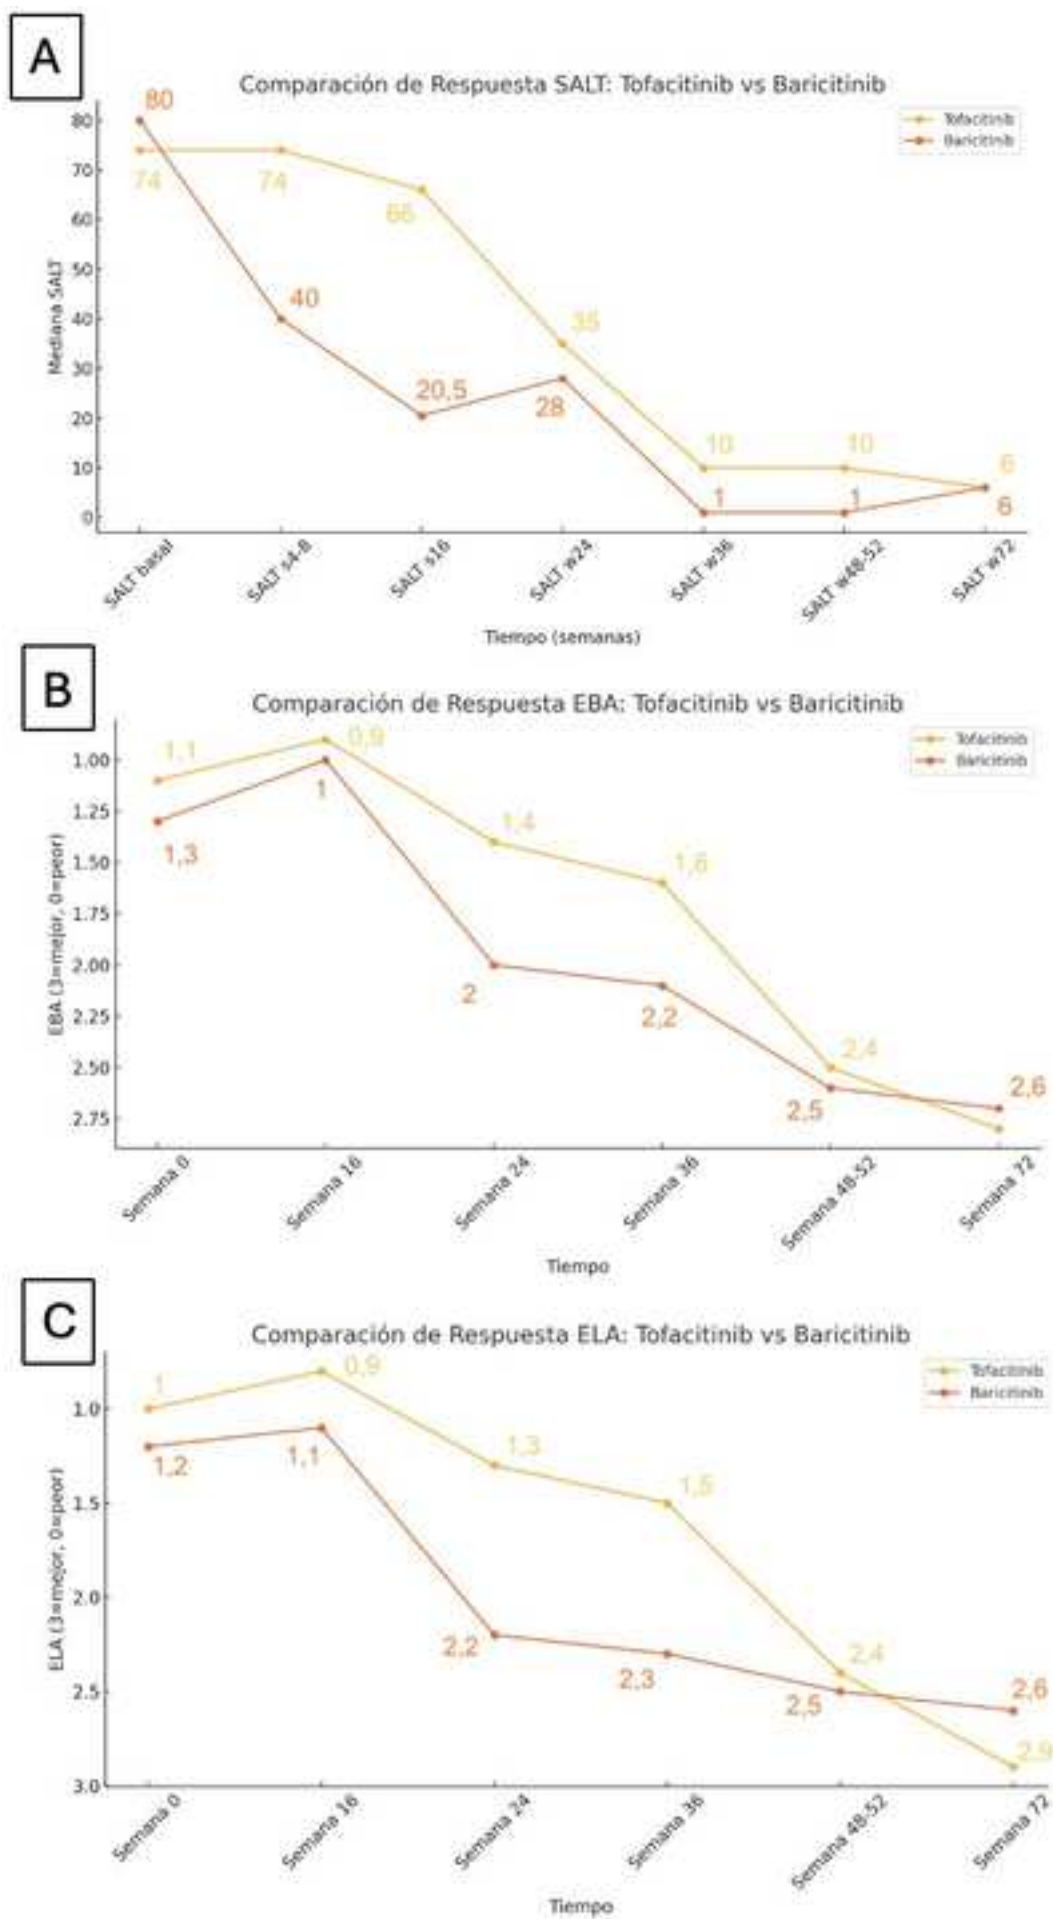 A
Comparación de Respuesta SALT: Tofacitinib vs Baricitinib
Tofacitinib
Baricitinib
Mediana SALT
80
70
60
50
40
30
20
10
0
80
74
74
66
40
20,5
35
28
10
10
1
1
6
6
SALT basal
SALT s4-8
SALT s16
SALT w24
SALT w36
SALT w48-52
SALT w72
Tiempo (semanas)
B
Comparación de Respuesta EBA: Tofacitinib vs Baricitinib
Tofacitinib
Baricitinib
EBA (3=mejor, 0=peor)
1.00
1.25
1.50
1.75
2.00
2.25
2.50
2.75
1,1
0,9
1,3
1
1,4
1,6
2
2,2
2,4
2,5
2,6
Semana 0
Semana 16
Semana 24
Semana 36
Semana 48-52
Semana 72
Tiempo
C
Comparación de Respuesta ELA: Tofacitinib vs Baricitinib
Tofacitinib
Baricitinib
ELA (3=mejor, 0=peor)
1.0
1.5
2.0
2.5
3.0
1
0,9
1,2
1,1
1,3
1,5
2,2
2,3
2,4
2,5
2,6
2,9
Semana 0
Semana 16
Semana 24
Semana 36
Semana 48-52
Semana 72
Tiempo